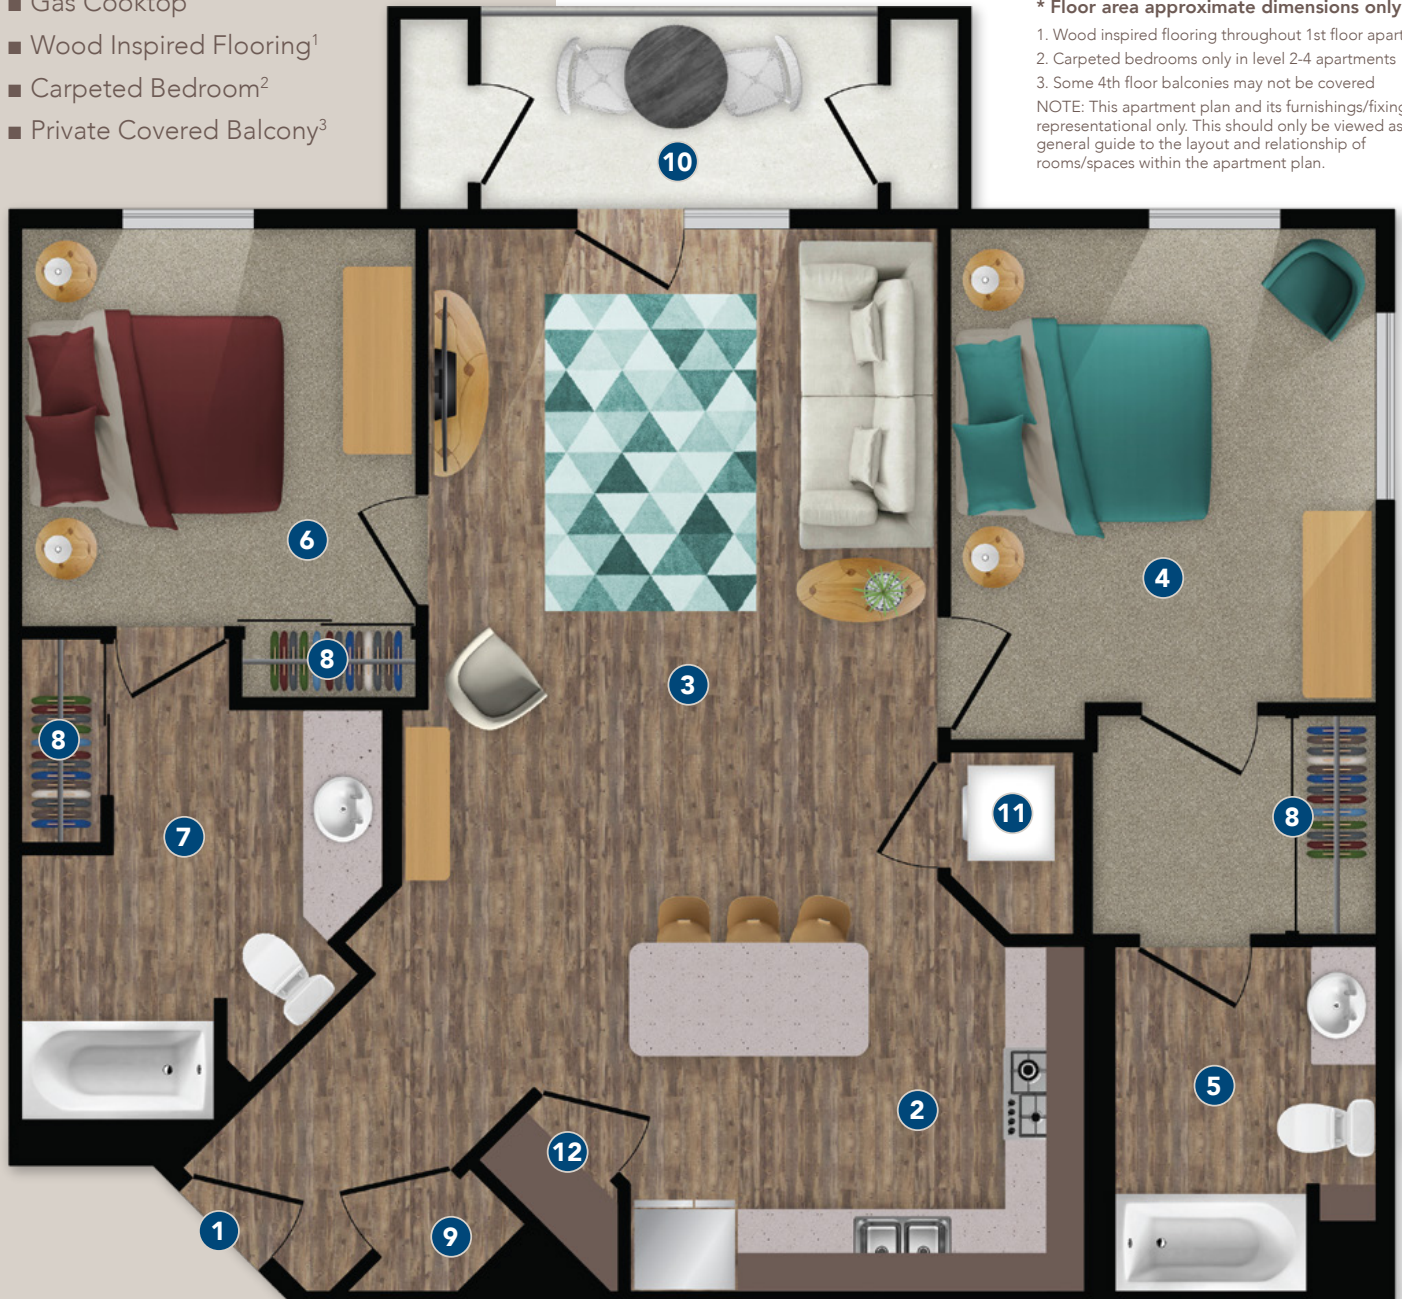 ■ Gas Cooktop
■ Wood Inspired Flooring¹
■ Carpeted Bedroom²
■ Private Covered Balcony³
* Floor area approximate dimensions only
1. Wood inspired flooring throughout 1st floor
2. Carpeted bedrooms only in level 2-4 apartments
3. Some 4th floor balconies may not be covered
NOTE: This apartment plan and its
representational only. This should only be viewed as
general guide to the layout and relationship of
rooms/spaces within the apartment plan.
10
6
4
8
3
8
7
11
8
2
5
12
1
9